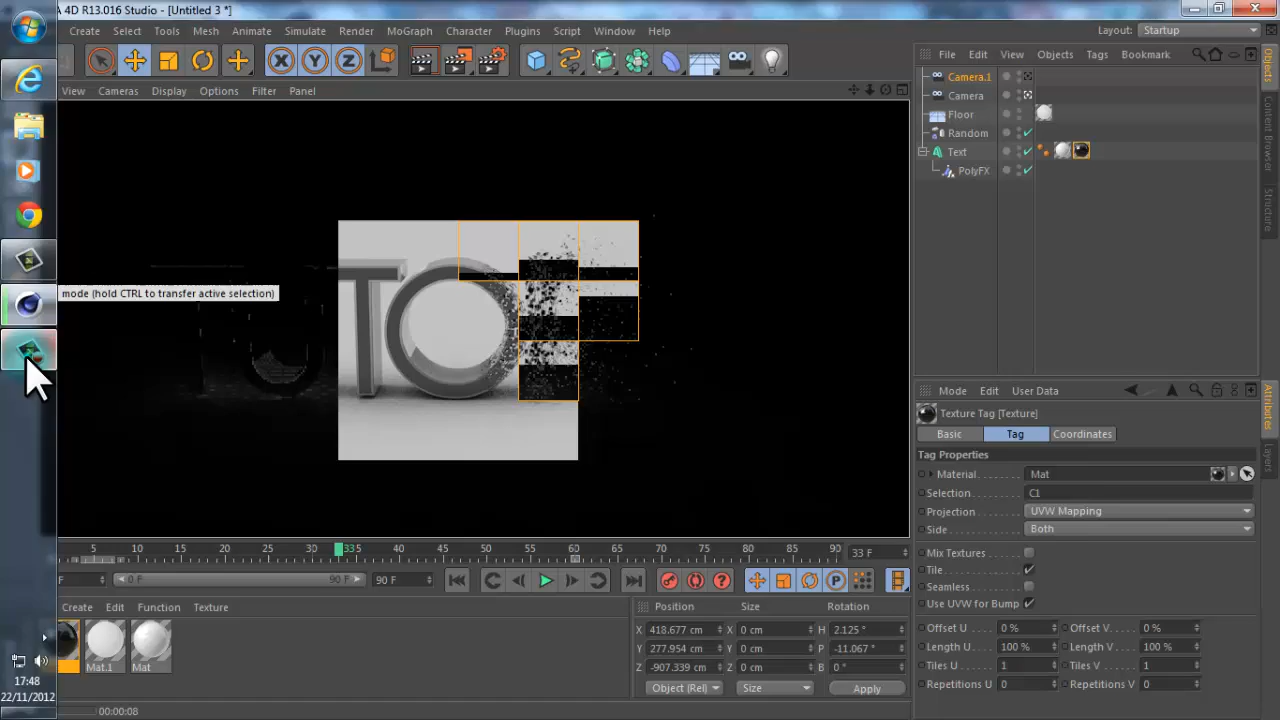 A 4D R13.016 Studio - [Untitled 3 *]
Create Select Tools Mesh Animate Simulate Render MoGraph Character Plugins Script Window Help Layout: Startup
X Y Z
File Edit View Objects Tags Bookmark
View Cameras Display Options Filter Panel
Camera.1
Camera
Floor
Random
Text
PolyFX
Objects
Content Browser
Structure
TO
mode (hold CTRL to transfer active selection)
Mode Edit User Data
Texture Tag [Texture]
Basic Tag Coordinates
Tag Properties
Material Mat
Selection C1
Projection UVW Mapping
Side Both
Mix Textures
Tile
Seamless
Use UVW for Bump
Offset U 0 % Offset V 0 %
Length U 100 % Length V 100 %
Tiles U 1 Tiles V 1
Repetitions U 0 Repetitions V 0
Attributes
Layers
5 10 15 20 25 30 335 40 45 50 55 60 65 70 75 80 85 90 33 F
F 0 F 90 F 90 F
P
Create Edit Function Texture
Mat.1 Mat
Position Size Rotation
X 418.677 cm X 0 cm H 2.125 °
Y 277.954 cm Y 0 cm P -11.067 °
Z -907.339 cm Z 0 cm B 0 °
Object (Rel) Size Apply
00:00:08
17:48
22/11/2012